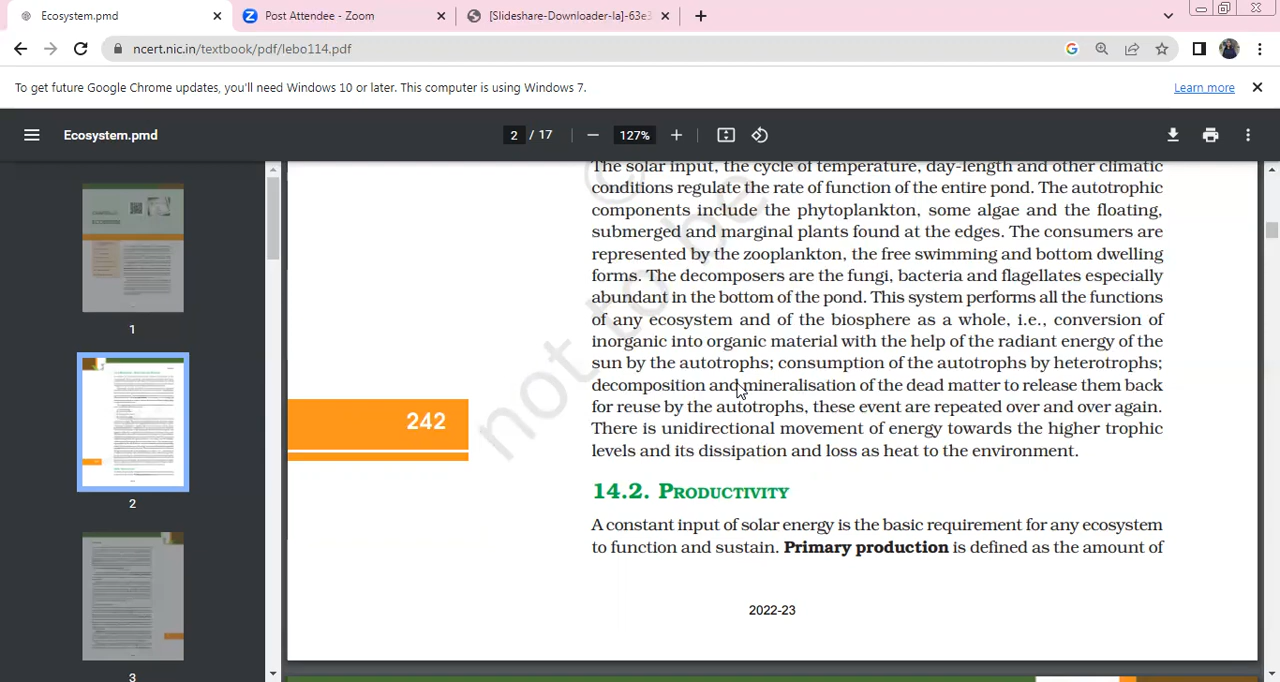 Ecosystem.pmd
Post Attendee - Zoom
[Slideshare-Downloader-la]-63e3
ncert.nic.in/textbook/pdf/lebo114.pdf
To get future Google Chrome updates, you'll need Windows 10 or later. This computer is using Windows 7.
Learn more
Ecosystem.pmd
2 / 17
127%
The solar input, the cycle of temperature, day-length and other climatic
conditions regulate the rate of function of the entire pond. The autotrophic
components include the phytoplankton, some algae and the floating,
submerged and marginal plants found at the edges. The consumers are
represented by the zooplankton, the free swimming and bottom dwelling
forms. The decomposers are the fungi, bacteria and flagellates especially
abundant in the bottom of the pond. This system performs all the functions
of any ecosystem and of the biosphere as a whole, i.e., conversion of
inorganic into organic material with the help of the radiant energy of the
sun by the autotrophs; consumption of the autotrophs by heterotrophs;
decomposition and mineralisation of the dead matter to release them back
for reuse by the autotrophs, these event are repeated over and over again.
There is unidirectional movement of energy towards the higher trophic
levels and its dissipation and loss as heat to the environment.
242
14.2. PRODUCTIVITY
A constant input of solar energy is the basic requirement for any ecosystem
to function and sustain. Primary production is defined as the amount of
2022-23
© not to be
1
2
3